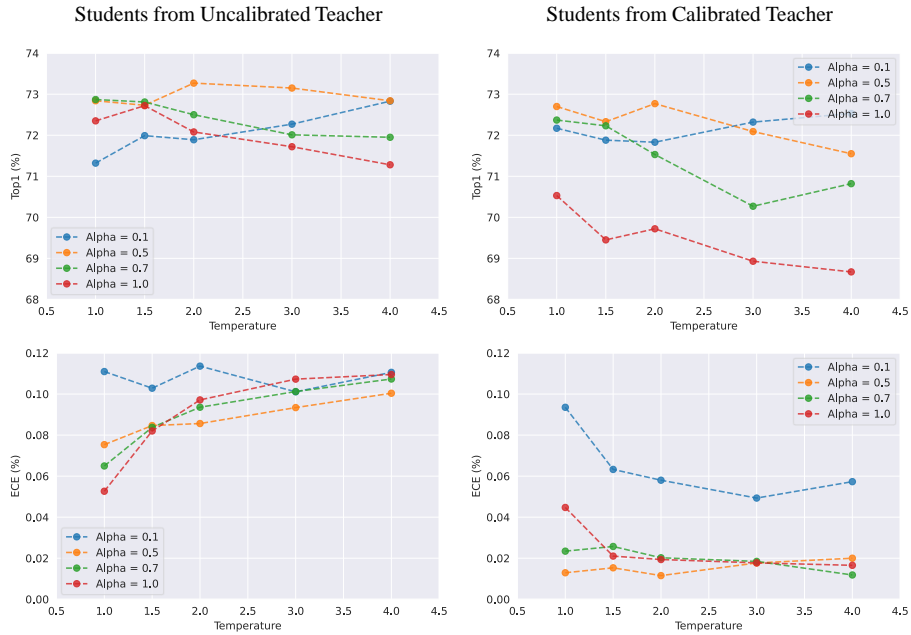 Students from Uncalibrated Teacher
Students from Calibrated Teacher
74
73
72
71
70
69
68
Top1 (%)
Alpha = 0.1
Alpha = 0.5
Alpha = 0.7
Alpha = 1.0
0.5 1.0 1.5 2.0 2.5 3.0 3.5 4.0 4.5
Temperature
74
73
72
71
70
69
68
Top1 (%)
Alpha = 0.1
Alpha = 0.5
Alpha = 0.7
Alpha = 1.0
0.5 1.0 1.5 2.0 2.5 3.0 3.5 4.0 4.5
Temperature
0.12
0.10
0.08
0.06
0.04
0.02
0.00
ECE (%)
Alpha = 0.1
Alpha = 0.5
Alpha = 0.7
Alpha = 1.0
0.5 1.0 1.5 2.0 2.5 3.0 3.5 4.0 4.5
Temperature
0.12
0.10
0.08
0.06
0.04
0.02
0.00
ECE (%)
Alpha = 0.1
Alpha = 0.5
Alpha = 0.7
Alpha = 1.0
0.5 1.0 1.5 2.0 2.5 3.0 3.5 4.0 4.5
Temperature